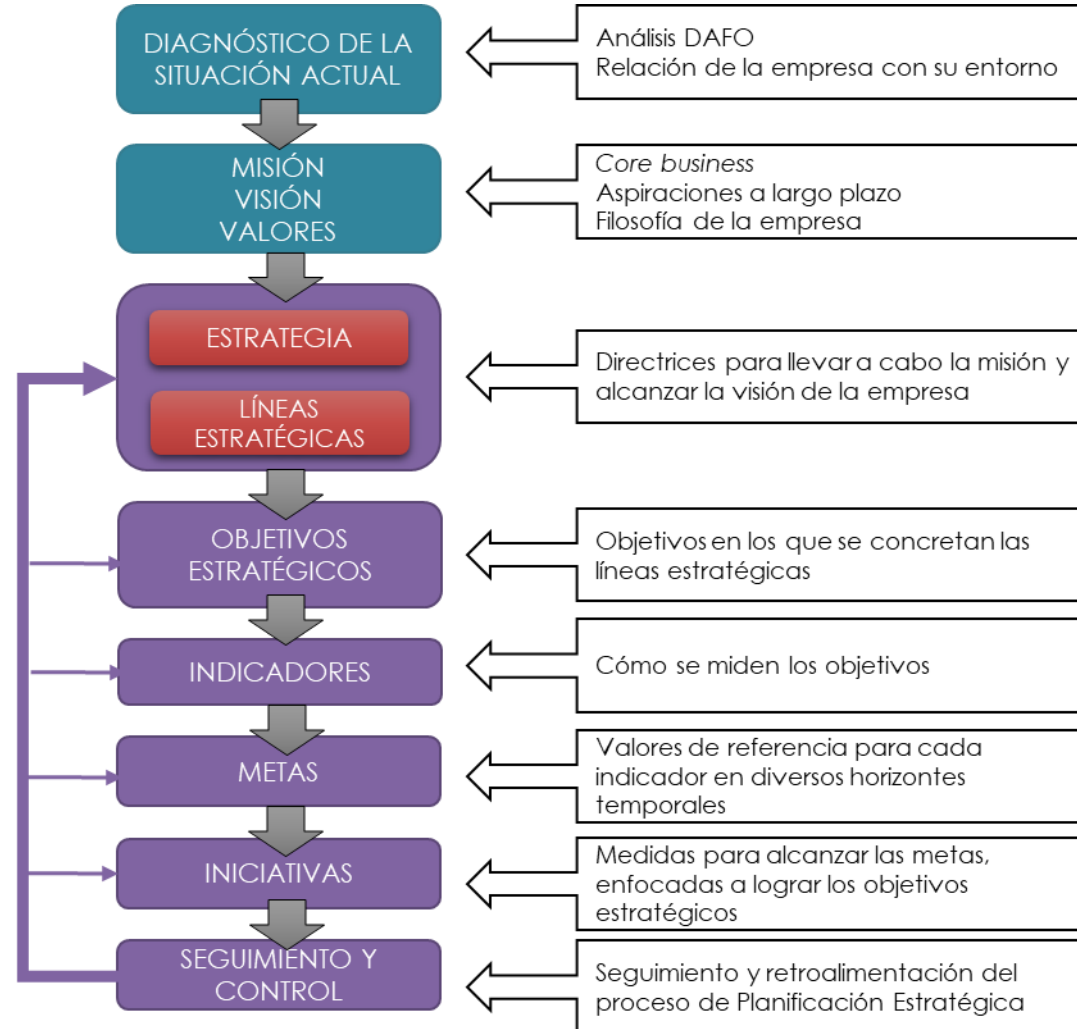 DIAGNÓSTICO DE LA
SITUACIÓN ACTUAL
Análisis DAFO
Relación de la empresa con su entorno
MISIÓN
VISIÓN
VALORES
Core business
Aspiraciones a largo plazo
Filosofía de la empresa
ESTRATEGIA
LÍNEAS
ESTRATÉGICAS
Directrices para llevar a cabo la misión y
alcanzar la visión de la empresa
OBJETIVOS
ESTRATÉGICOS
Objetivos en los que se concretan las
líneas estratégicas
INDICADORES
Cómo se miden los objetivos
METAS
Valores de referencia para cada
indicador en diversos horizontes
temporales
INICIATIVAS
Medidas para alcanzar las metas,
enfocadas a lograr los objetivos
estratégicos
SEGUIMIENTO Y
CONTROL
Seguimiento y retroalimentación del
proceso de Planificación Estratégica